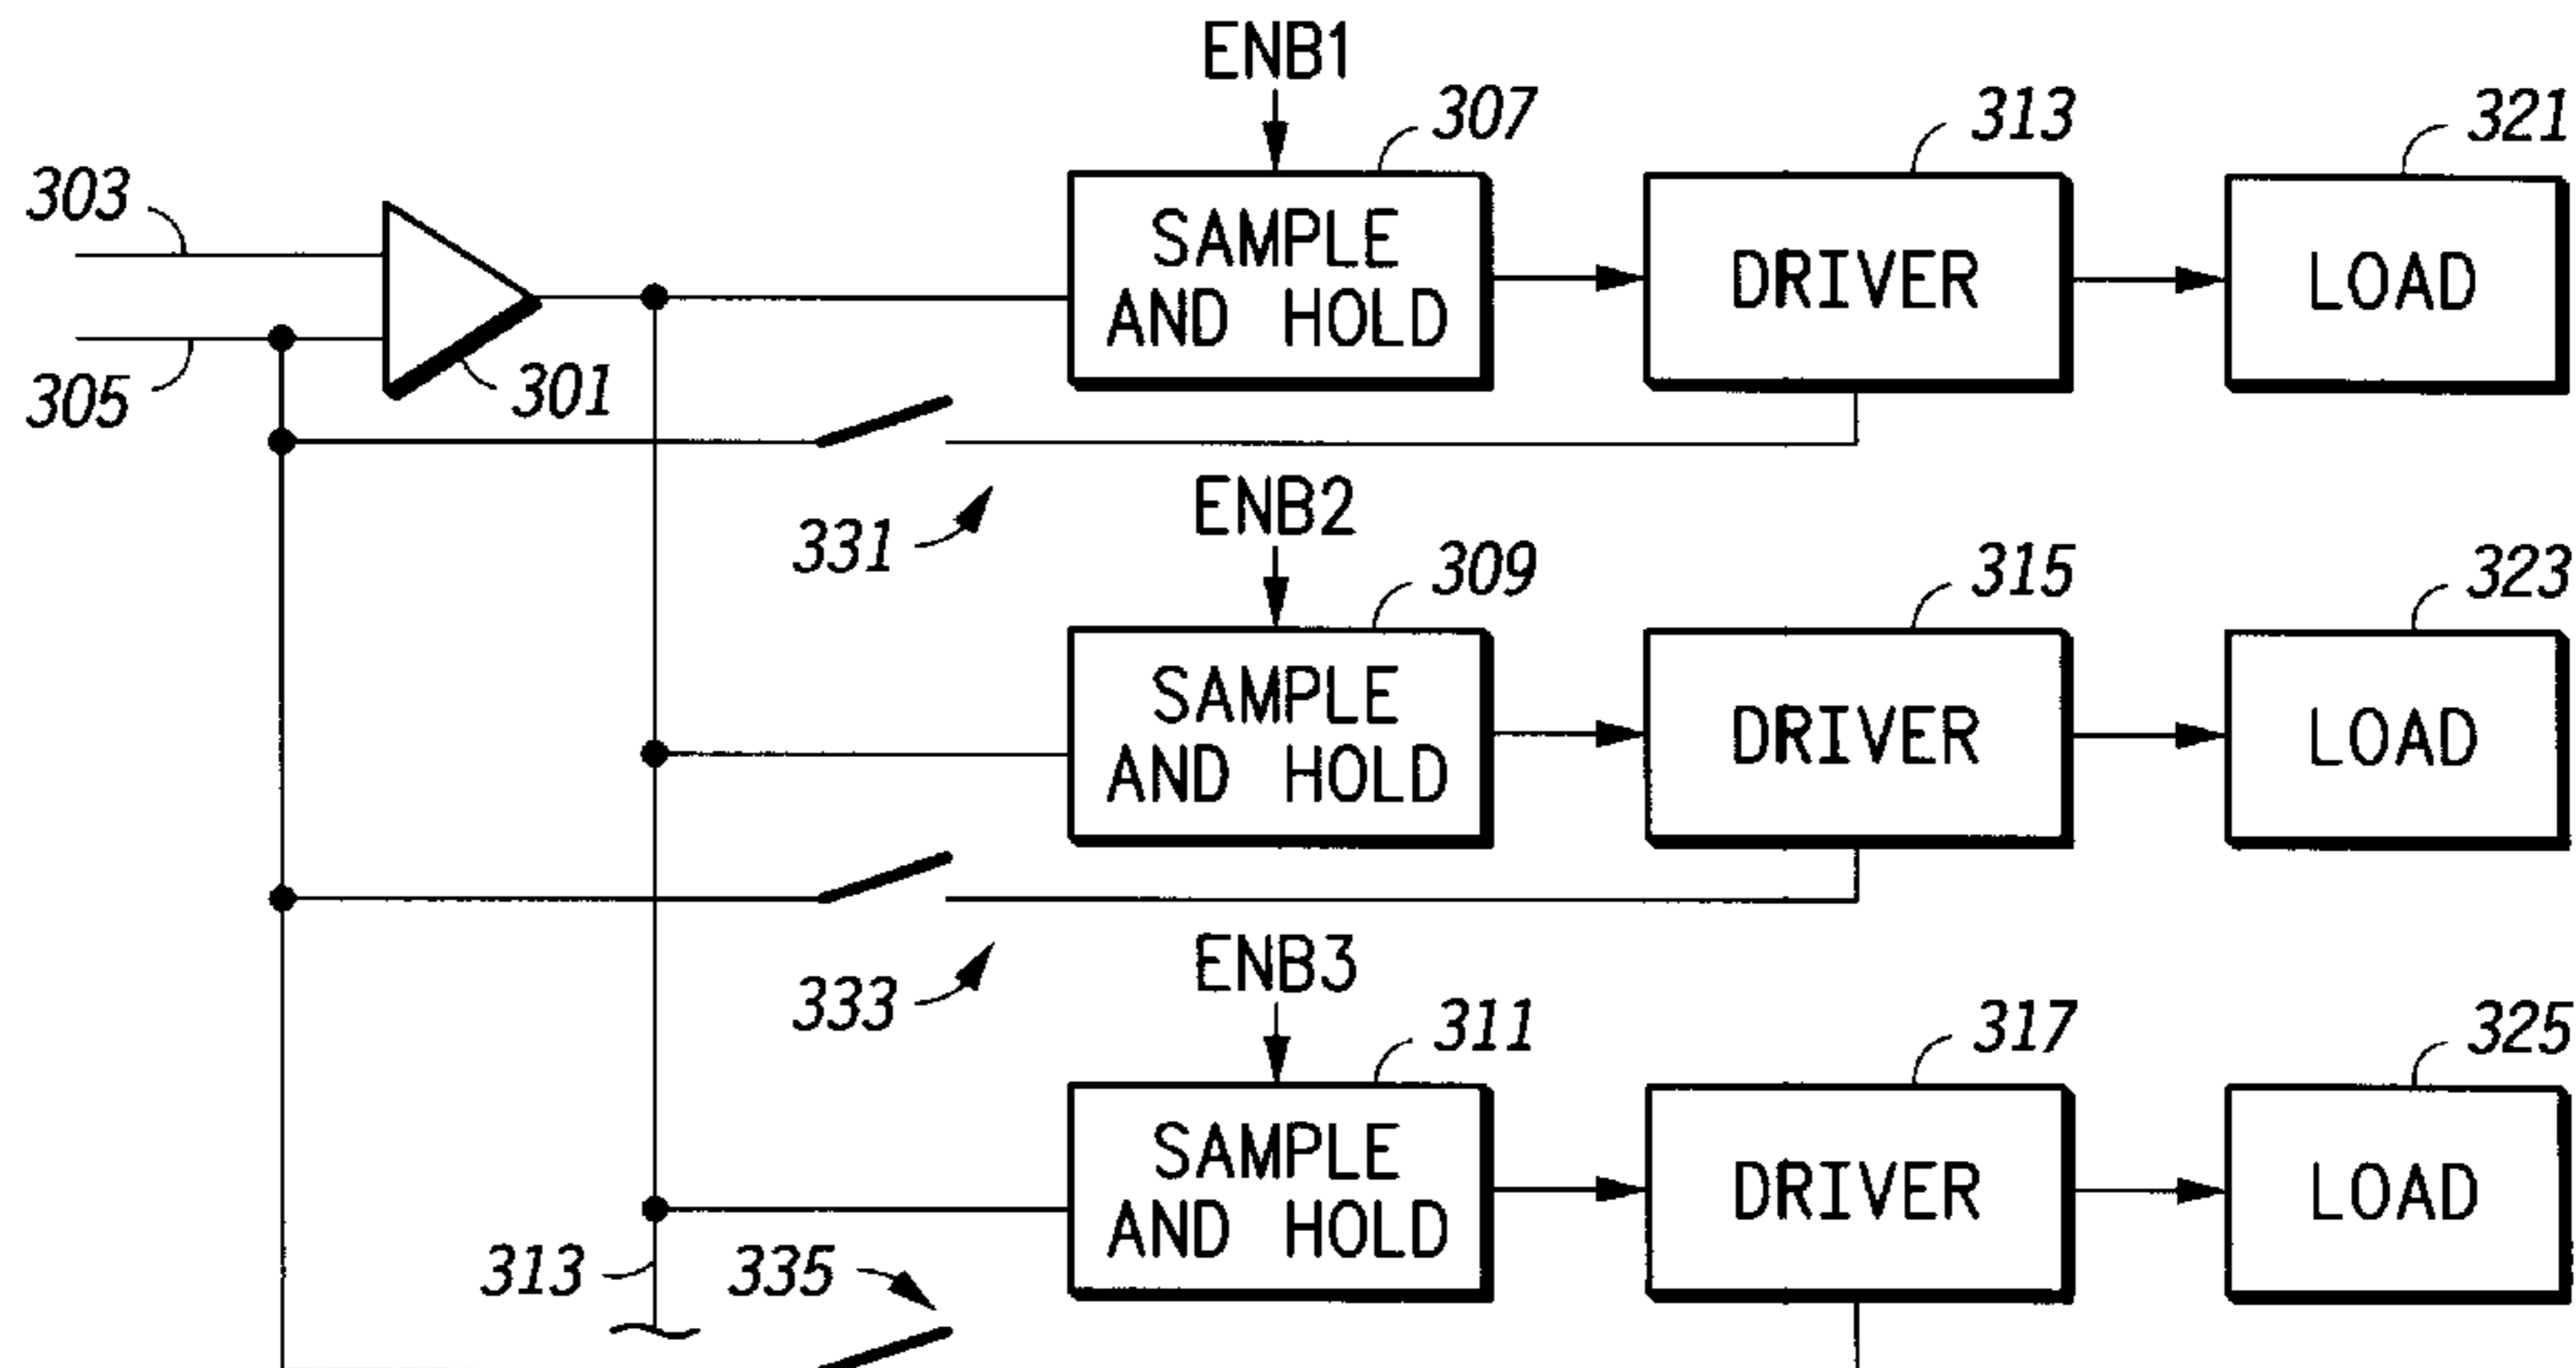 ENB1
307
313
321
303
SAMPLE
AND HOLD
DRIVER
LOAD
305
301
331
ENB2
309
315
323
SAMPLE
AND HOLD
DRIVER
LOAD
333
ENB3
311
317
325
SAMPLE
AND HOLD
DRIVER
LOAD
313
335